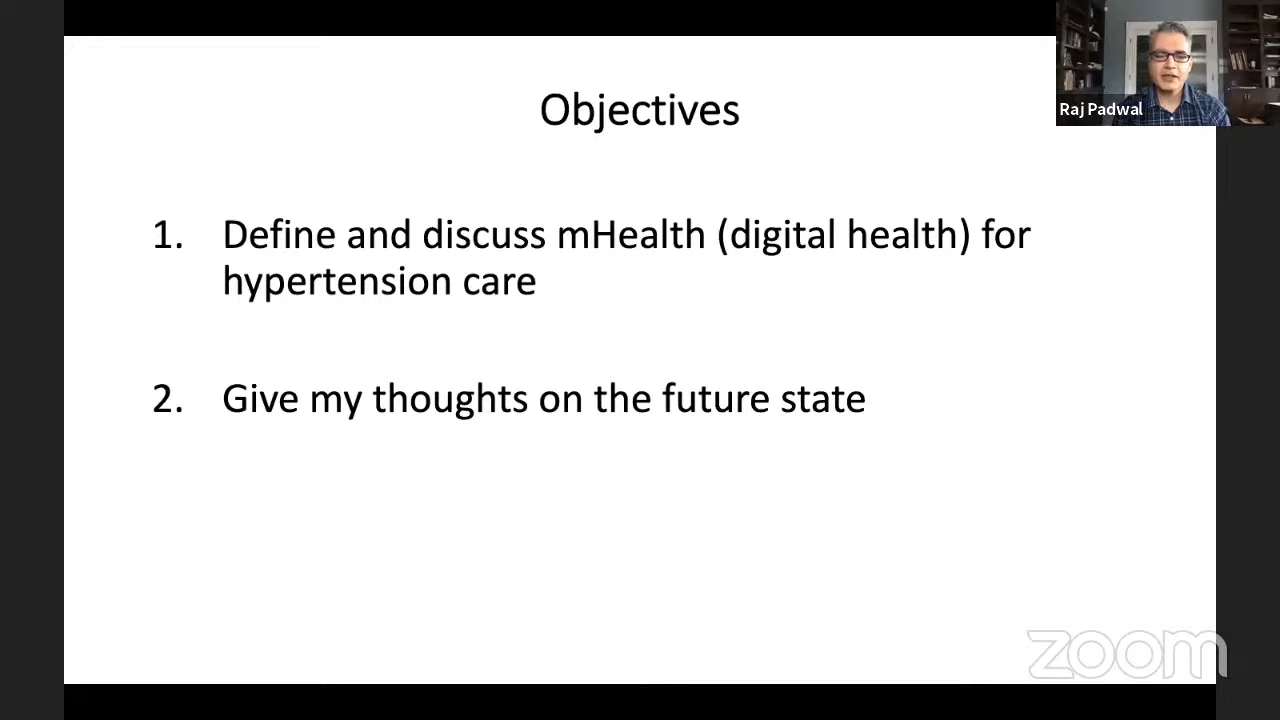 Objectives
Raj Padwal
1. Define and discuss mHealth (digital health) for
hypertension care
2. Give my thoughts on the future state
zoom